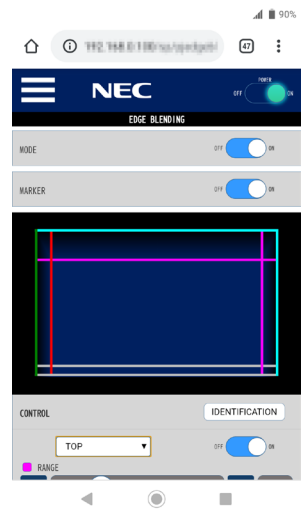 90%
47
NEC
POWER
OFF ON
EDGE BLENDING
MODE OFF ON
MARKER OFF ON
CONTROL IDENTIFICATION
TOP OFF ON
RANGE